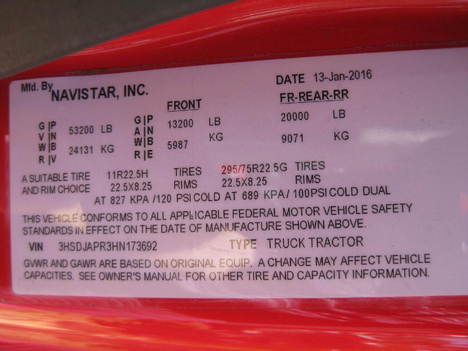 Mfd. By
NAVISTAR, INC.
DATE 13-Jan-2016
FRONT FR-REAR-RR
G|P 53200 LB G|P 13200 LB 20000 LB
V|N A|N
W|B 24131 KG W|B 5987 KG 9071 KG
R|V R|E
A SUITABLE TIRE 11R22.5H TIRES 295/75R22.5G TIRES
AND RIM CHOICE 22.5X8.25 RIMS 22.5X8.25 RIMS
AT 827 KPA /120 PSI COLD AT 689 KPA / 100PSI COLD DUAL
THIS VEHICLE CONFORMS TO ALL APPLICABLE FEDERAL MOTOR VEHICLE SAFETY
STANDARDS IN EFFECT ON THE DATE OF MANUFACTURE SHOWN ABOVE.
VIN 3HSDJAPR3HN173692 TYPE TRUCK TRACTOR
GVWR AND GAWR ARE BASED ON ORIGINAL EQUIP. A CHANGE MAY AFFECT VEHICLE
CAPACITIES. SEE OWNER'S MANUAL FOR OTHER TIRE AND CAPACITY INFORMATION.